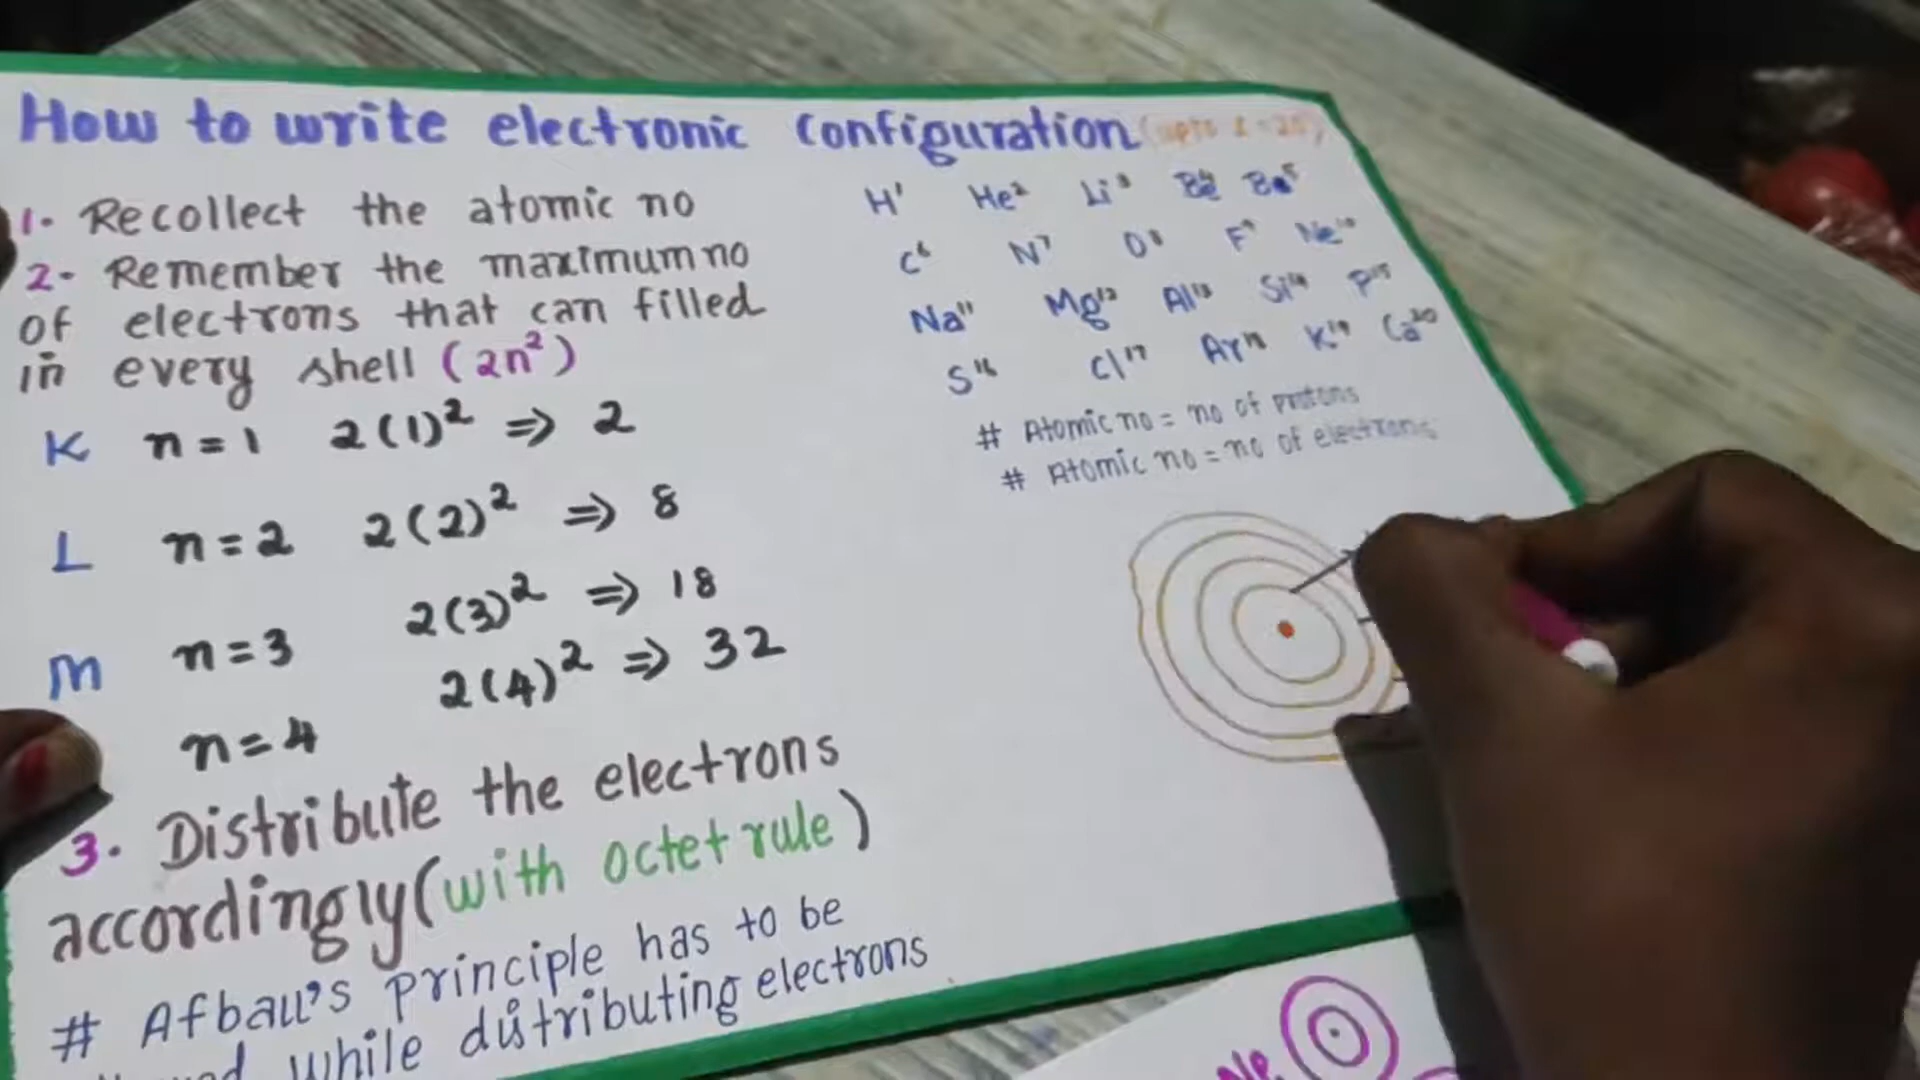 How to write electronic configuration (upto z=20)
1. Recollect the atomic no
2. Remember the maximum no
of electrons that can filled
in every shell (2n²)
K n=1 2(1)² ⇒ 2
L n=2 2(2)² ⇒ 8
M n=3 2(3)² ⇒ 18
n=4 2(4)² ⇒ 32
3. Distribute the electrons
accordingly (with octet rule)
# Afbau's principle has to be
while distributing electrons
H¹ He² Li³
C⁶ N⁷ O⁸ F⁹ Ne¹⁰
Na¹¹ Mg¹² Al¹³ Si¹⁴ P¹⁵
S¹⁶ Cl¹⁷ Ar¹⁸ K¹⁹ Ca²⁰
# Atomic no = no of protons
# Atomic no = no of electrons
Ne